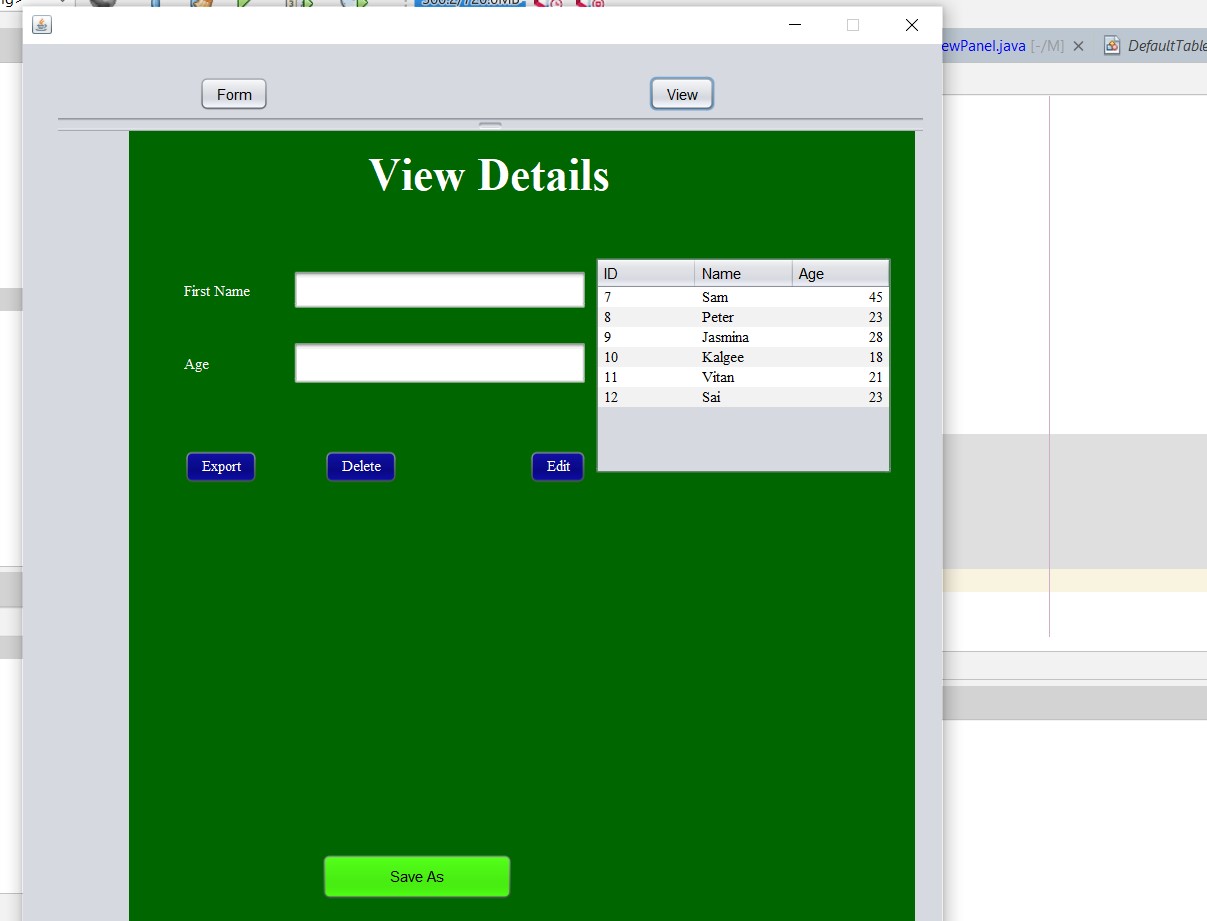 ewPanel.java [-/M]
DefaultTable
Form
View
View Details
First Name
Age
ID Name Age
7 Sam 45
8 Peter 23
9 Jasmina 28
10 Kalgee 18
11 Vitan 21
12 Sai 23
Export
Delete
Edit
Save As